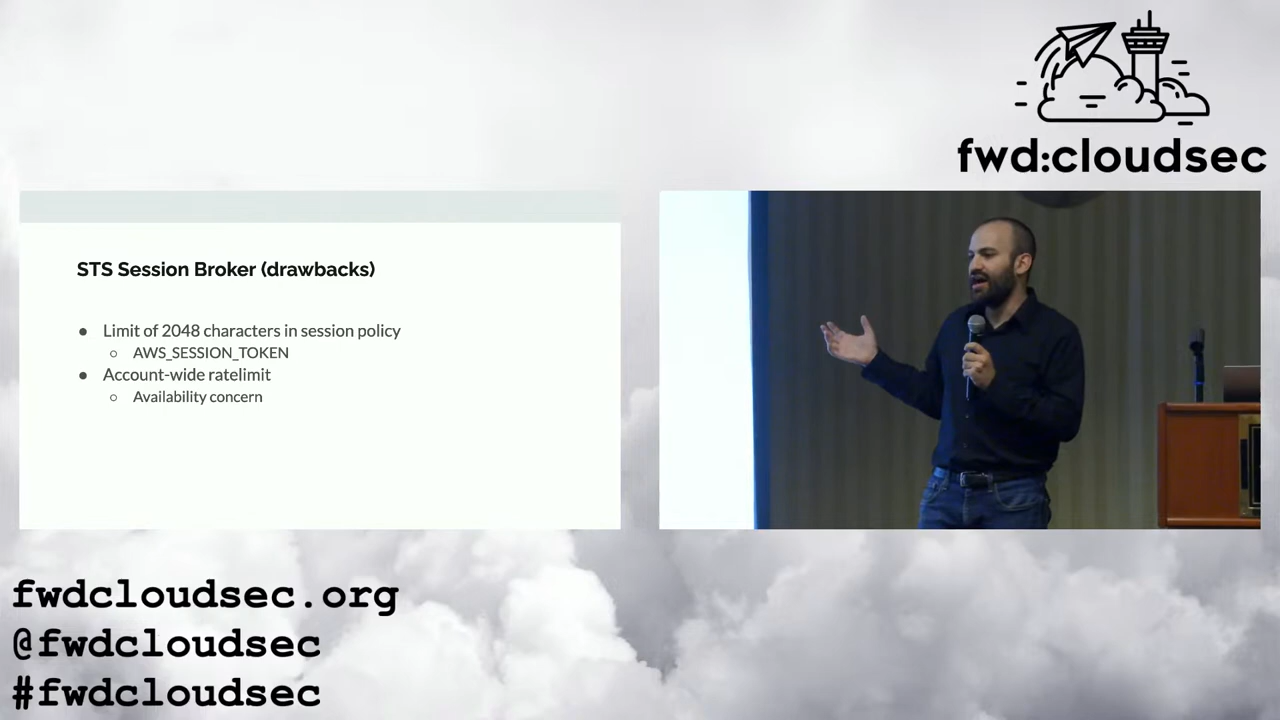 fwd:cloudsec
STS Session Broker (drawbacks)
● Limit of 2048 characters in session policy
○ AWS_SESSION_TOKEN
● Account-wide ratelimit
○ Availability concern
fwdcloudsec.org
@fwdcloudsec
#fwdcloudsec